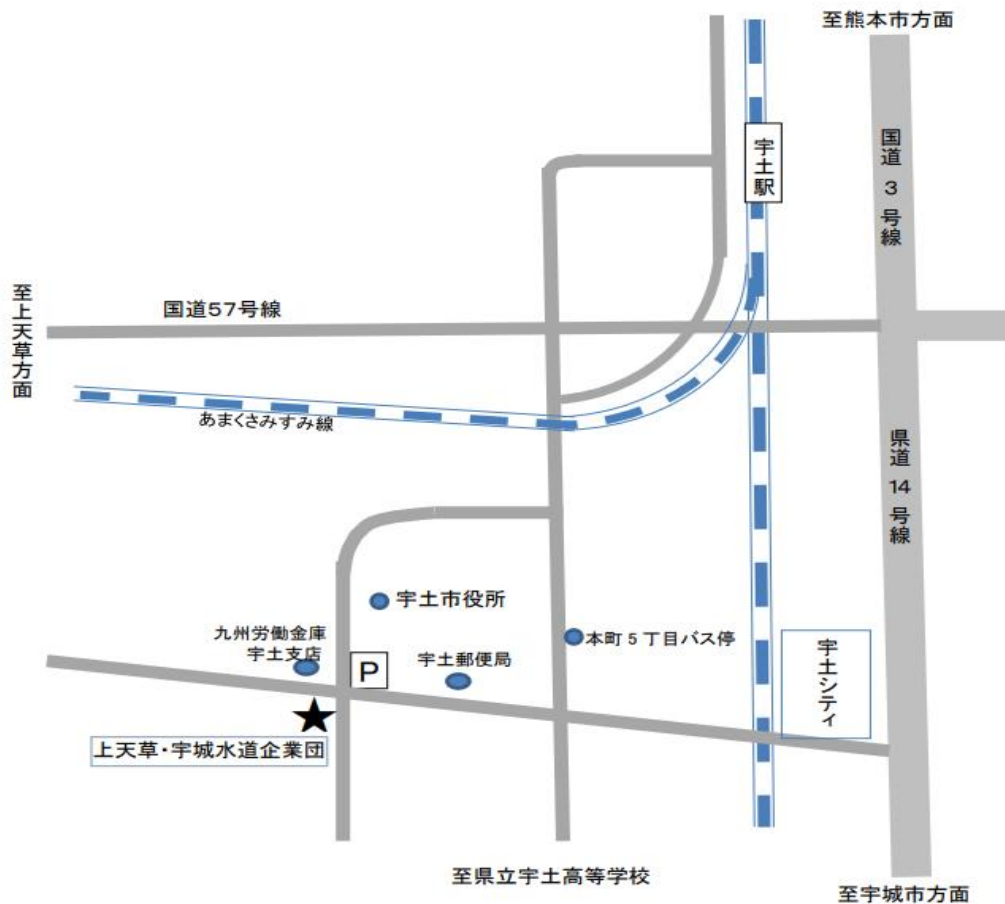 至熊本市方面
宇土駅
国道 3 号線
至上天草方面
国道57号線
あまくさみすみ線
県道 14 号線
宇土市役所
九州労働金庫
宇土支店
P
宇土郵便局
本町5丁目バス停
宇土シティ
上天草・宇城水道企業団
至県立宇土高等学校
至宇城市方面